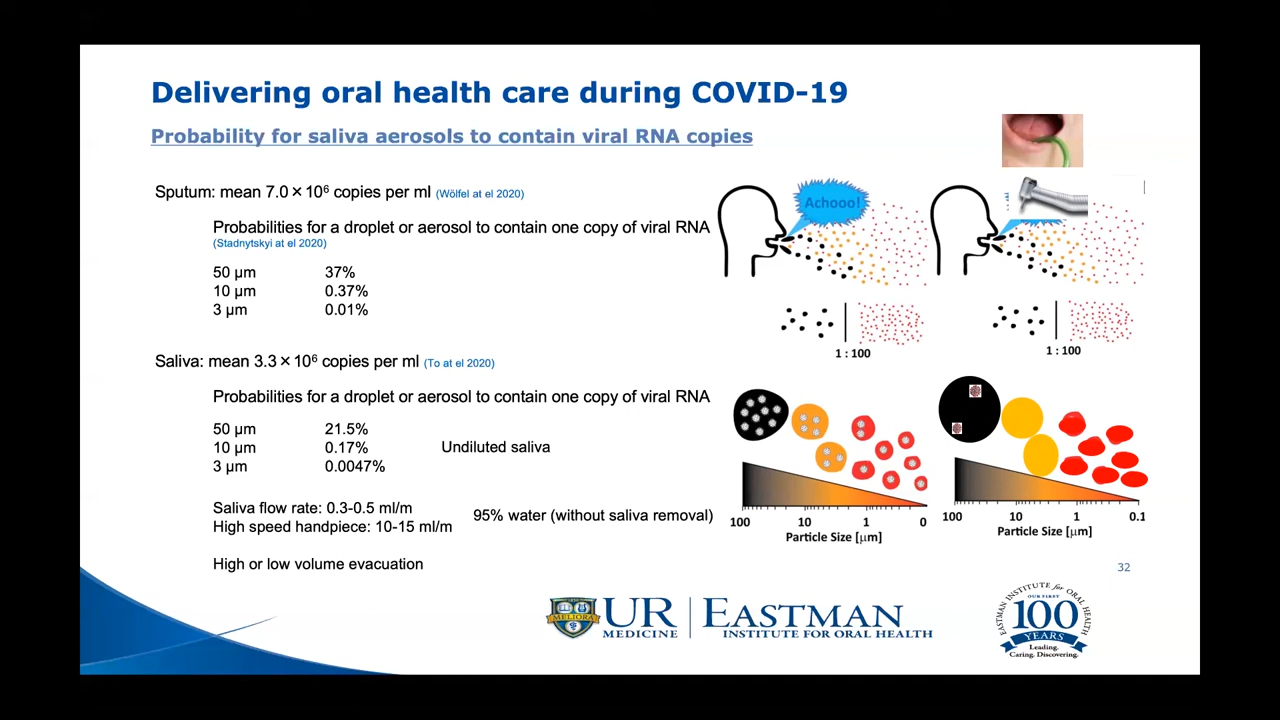 Delivering oral health care during COVID-19
Probability for saliva aerosols to contain viral RNA copies
Sputum: mean 7.0 × 10⁶ copies per ml (Wölfel at el 2020)
Probabilities for a droplet or aerosol to contain one copy of viral RNA
(Stadnytskyi at el 2020)
50 µm 37%
10 µm 0.37%
3 µm 0.01%
Saliva: mean 3.3 × 10⁶ copies per ml (To at el 2020)
Probabilities for a droplet or aerosol to contain one copy of viral RNA
50 µm 21.5%
10 µm 0.17% Undiluted saliva
3 µm 0.0047%
Saliva flow rate: 0.3-0.5 ml/m
High speed handpiece: 10-15 ml/m 95% water (without saliva removal)
High or low volume evacuation
Achooo!
1 : 100
1 : 100
100 10 1 0
Particle Size [µm]
100 10 1 0.1
Particle Size [µm]
32
MELIORA
UR MEDICINE
EASTMAN
INSTITUTE FOR ORAL HEALTH
EASTMAN INSTITUTE for ORAL HEALTH
OUR FIRST
100
YEARS
Leading.
Caring. Discovering.